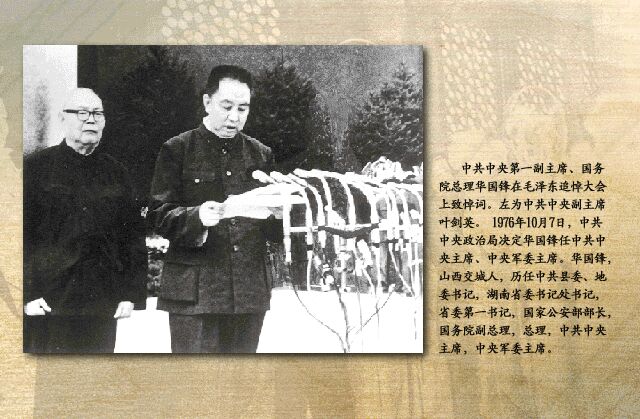 中共中央第一副主席、国务
院总理华国锋在毛泽东追悼大会
上致悼词。左为中共中央副主席
叶剑英。 1976年10月7日，中共
中央政治局决定华国锋任中共中
央主席、中央军委主席。华国锋，
山西交城人，历任中共县委、地
委书记，湖南省委书记处书记，
省委第一书记，国家公安部部长，
国务院副总理，总理，中共中央
主席，中央军委主席。